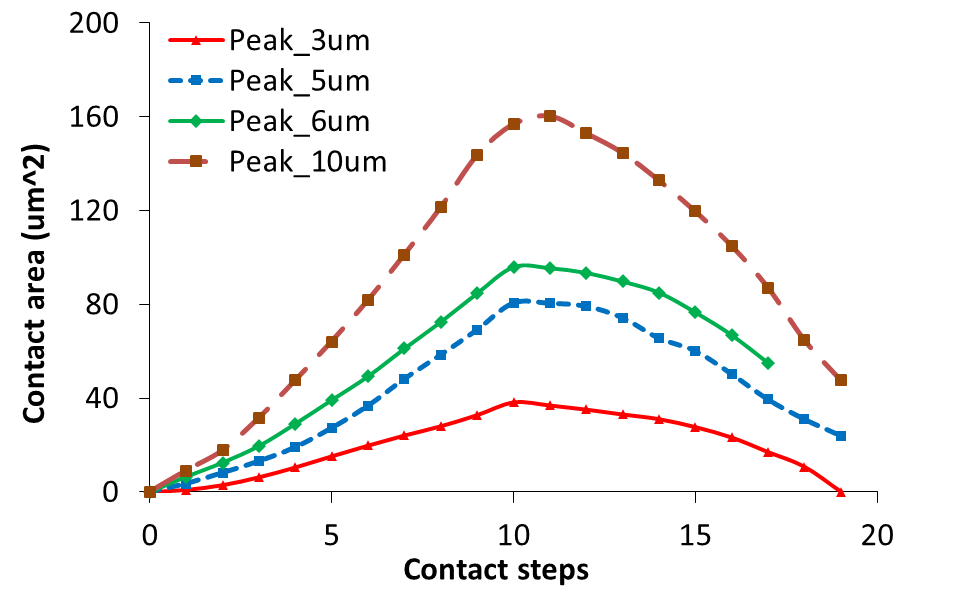 200
160
120
80
40
0
Contact area (um^2)
Peak_3um
Peak_5um
Peak_6um
Peak_10um
0 5 10 15 20
Contact steps